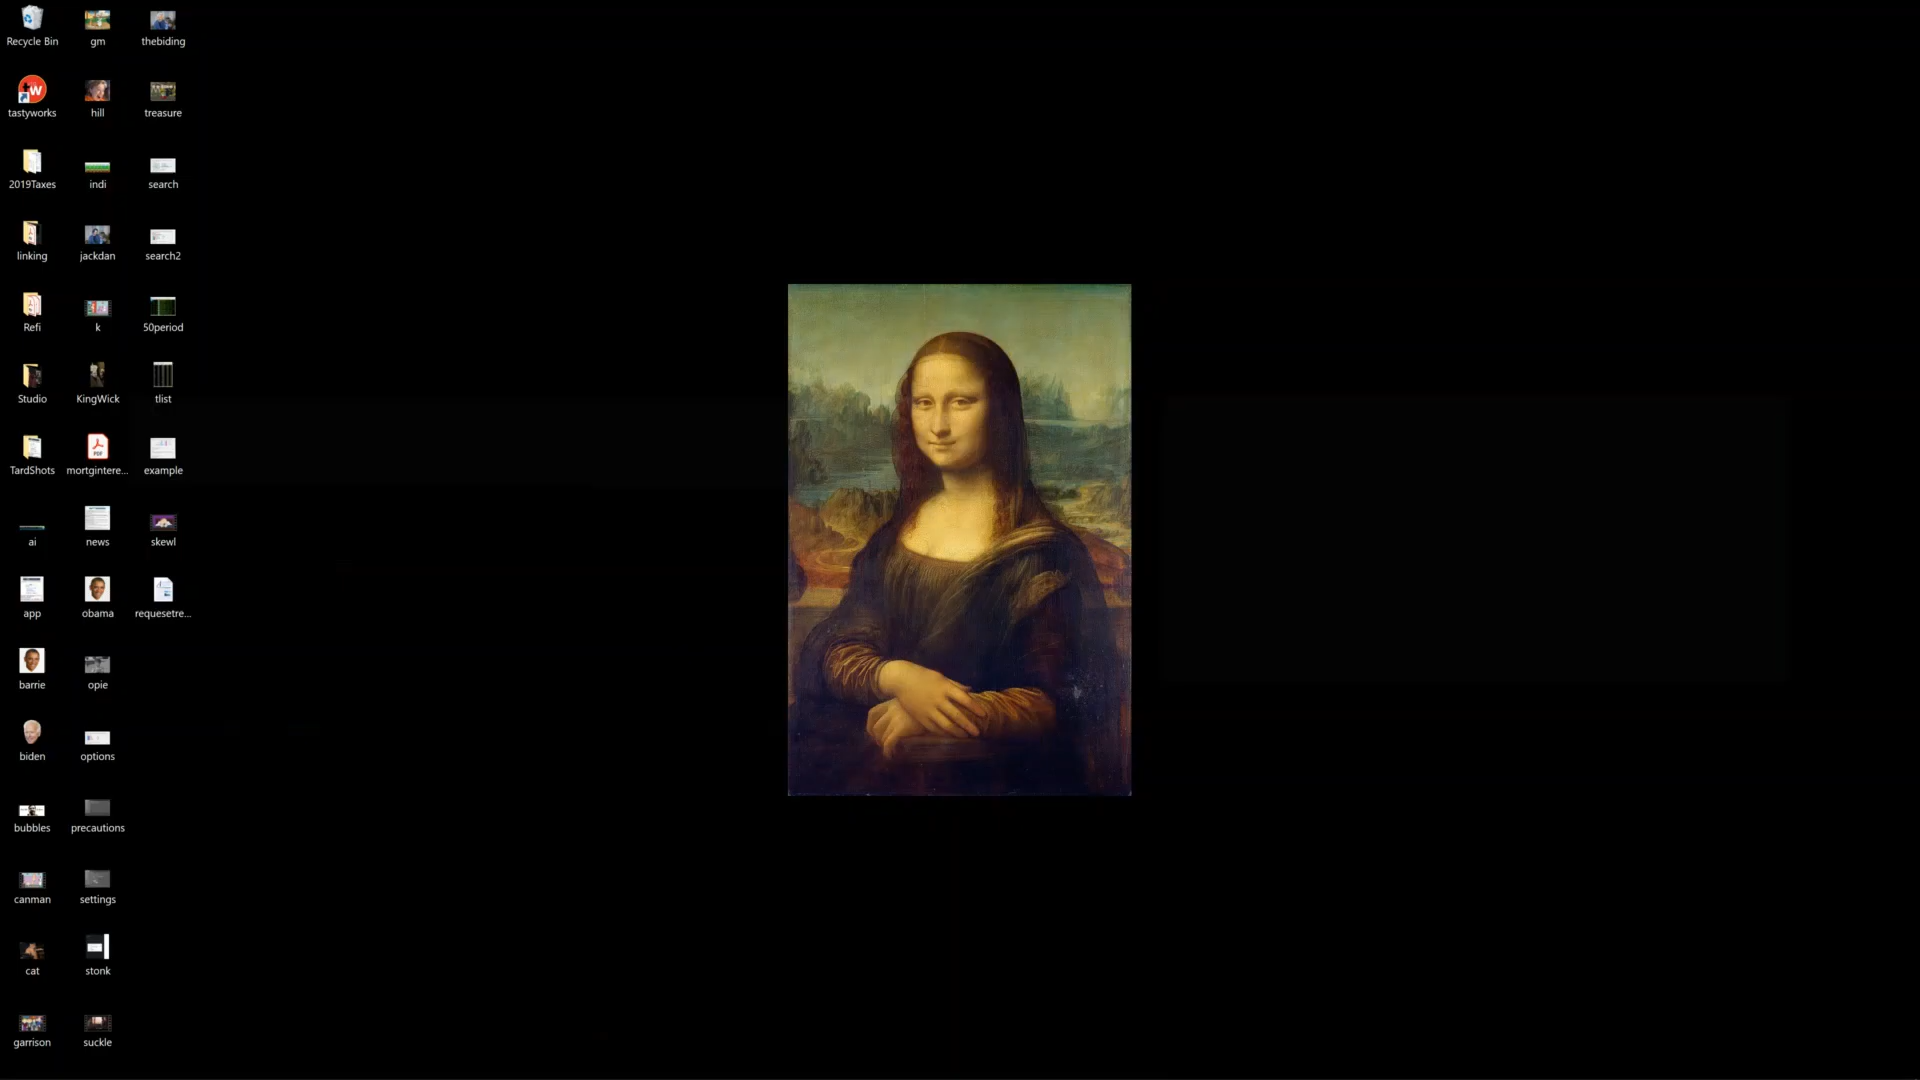 Recycle Bin
gm
thebiding
tw
tastyworks
hill
treasure
2019Taxes
indi
search
linking
jackdan
search2
Refi
k
50period
Studio
KingWick
tlist
TardShots
PDF
mortgintere...
example
ai
news
skewl
app
obama
requesetre...
barrie
opie
biden
options
bubbles
precautions
canman
settings
cat
stonk
garrison
suckle